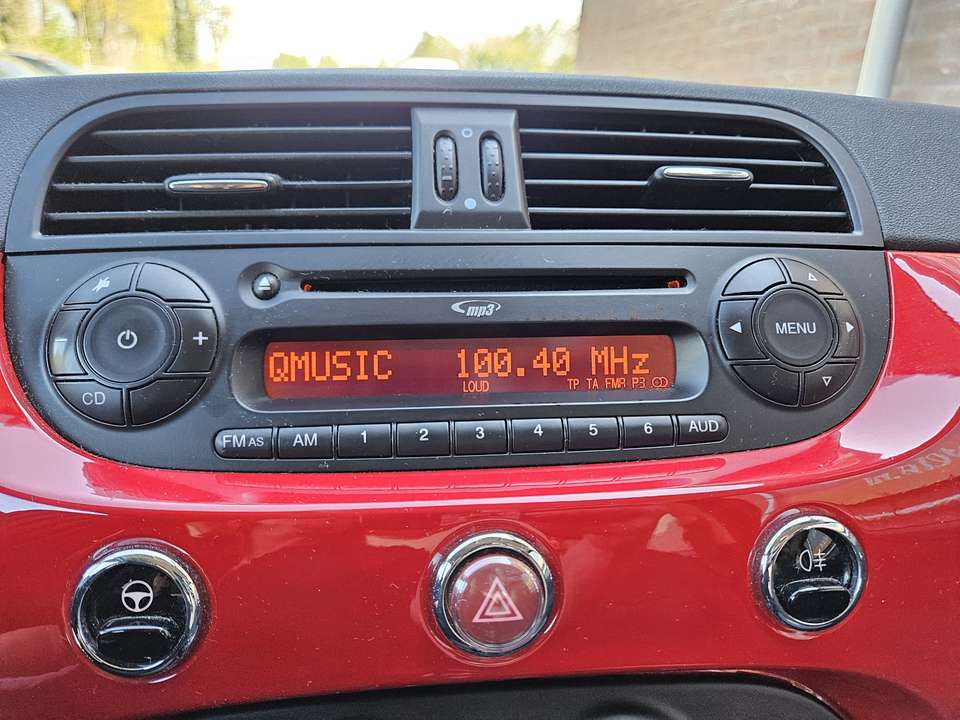 mp3
QMUSIC 100.40 MHz
LOUD TP TA FMA P3
MENU
CD
FM AS AM 1 2 3 4 5 6 AUD